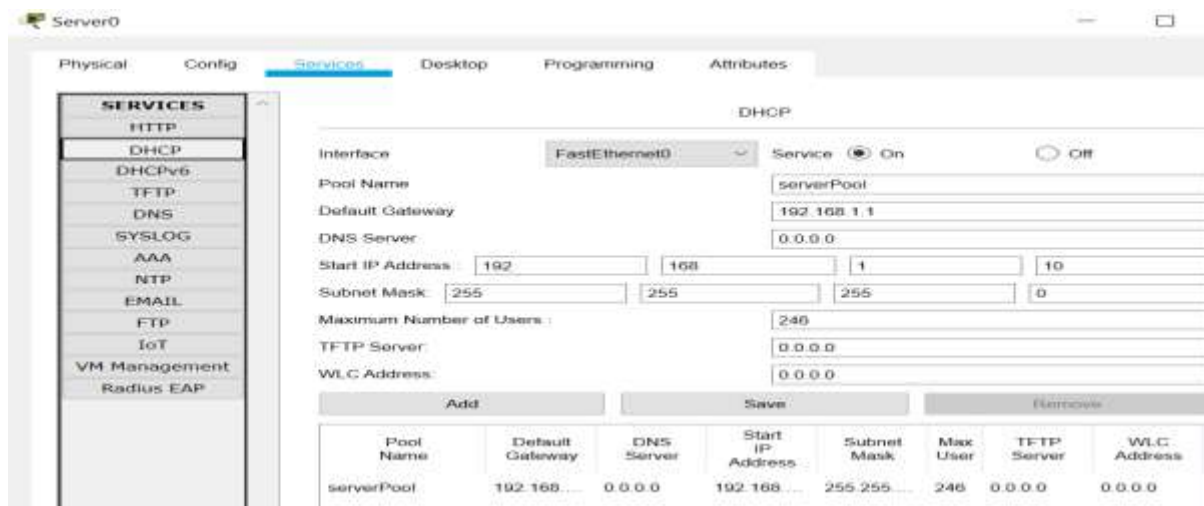 Server0
Physical Config Services Desktop Programming Attributes
SERVICES
HTTP
DHCP
DHCPv6
TFTP
DNS
SYSLOG
AAA
NTP
EMAIL
FTP
IoT
VM Management
Radius EAP
DHCP
Interface FastEthernet0 Service On Off
Pool Name serverPool
Default Gateway 192.168.1.1
DNS Server 0.0.0.0
Start IP Address : 192 168 1 10
Subnet Mask: 255 255 255 0
Maximum Number of Users : 246
TFTP Server: 0.0.0.0
WLC Address: 0.0.0.0
Add Save Remove
Pool Name Default Gateway DNS Server Start IP Address Subnet Mask Max User TFTP Server WLC Address
serverPool 192.168.... 0.0.0.0 192.168.... 255.255.... 246 0.0.0.0 0.0.0.0